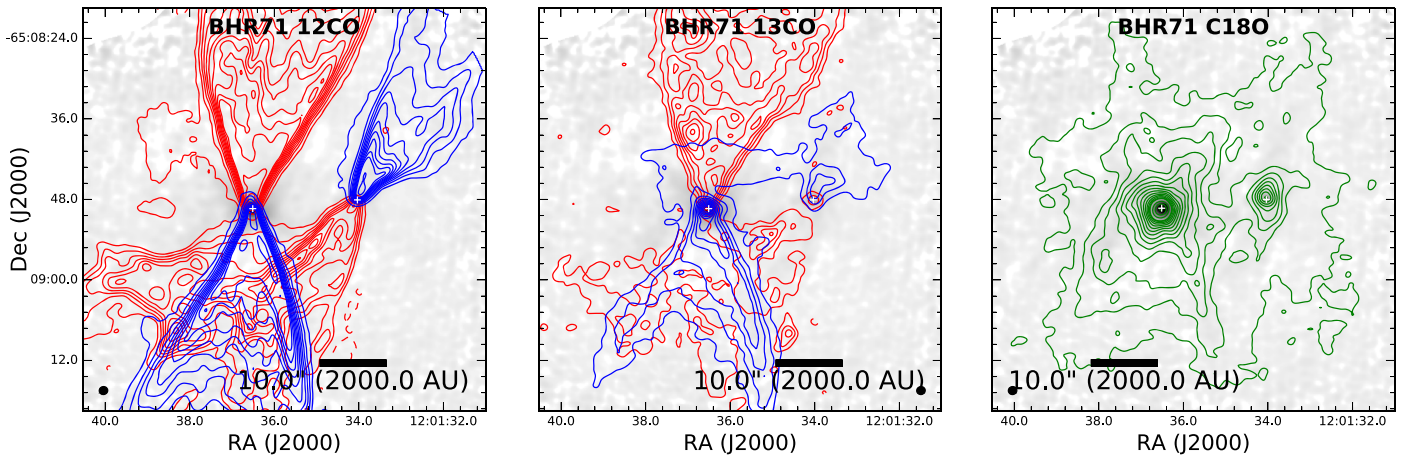 BHR71 12CO
BHR71 13CO
BHR71 C18O
-65:08:24.0
36.0
48.0
09:00.0
12.0
Dec (J2000)
10.0" (2000.0 AU)
10.0" (2000.0 AU)
10.0" (2000.0 AU)
40.0 38.0 36.0 34.0 12:01:32.0
40.0 38.0 36.0 34.0 12:01:32.0
40.0 38.0 36.0 34.0 12:01:32.0
RA (J2000)
RA (J2000)
RA (J2000)